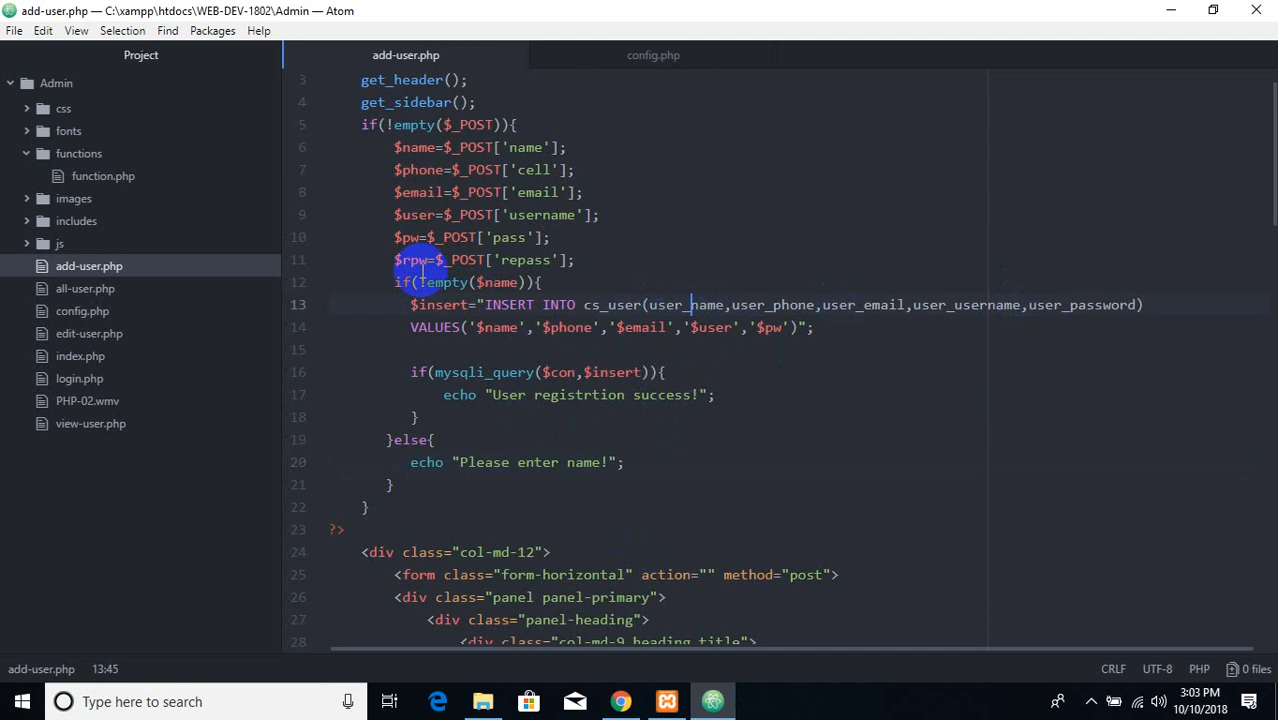 add-user.php — C:\xampp\htdocs\WEB-DEV-1802\Admin — Atom
File Edit View Selection Find Packages Help
Project
Admin
css
fonts
functions
function.php
images
includes
js
add-user.php
all-user.php
config.php
edit-user.php
index.php
login.php
PHP-02.wmv
view-user.php
add-user.php config.php
3 get_header();
4 get_sidebar();
5 if(!empty($_POST)){
6 $name=$_POST['name'];
7 $phone=$_POST['cell'];
8 $email=$_POST['email'];
9 $user=$_POST['username'];
10 $pw=$_POST['pass'];
11 $rpw=$_POST['repass'];
12 if(!empty($name)){
13 $insert="INSERT INTO cs_user(user_name,user_phone,user_email,user_username,user_password)
14 VALUES('$name','$phone','$email','$user','$pw')";
15
16 if(mysqli_query($con,$insert)){
17 echo "User registrtion success!";
18 }
19 }else{
20 echo "Please enter name!";
21 }
22 }
23 ?>
24 <div class="col-md-12">
25 <form class="form-horizontal" action="" method="post">
26 <div class="panel panel-primary">
27 <div class="panel-heading">
28 <div class="col-md-9 heading_title">
add-user.php 13:45 CRLF UTF-8 PHP 0 files
Type here to search
3:03 PM
10/10/2018